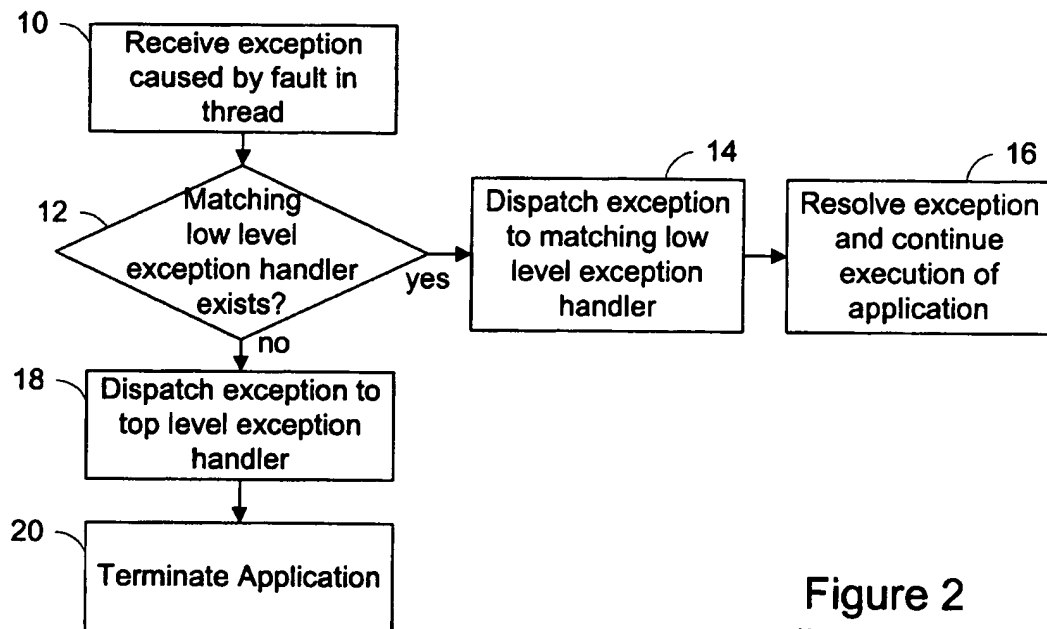 10
Receive exception
caused by fault in
thread
12
Matching
low level
exception handler
exists?
yes
no
14
Dispatch exception
to matching low
level exception
handler
16
Resolve exception
and continue
execution of
application
18
Dispatch exception to
top level exception
handler
20
Terminate Application
Figure 2